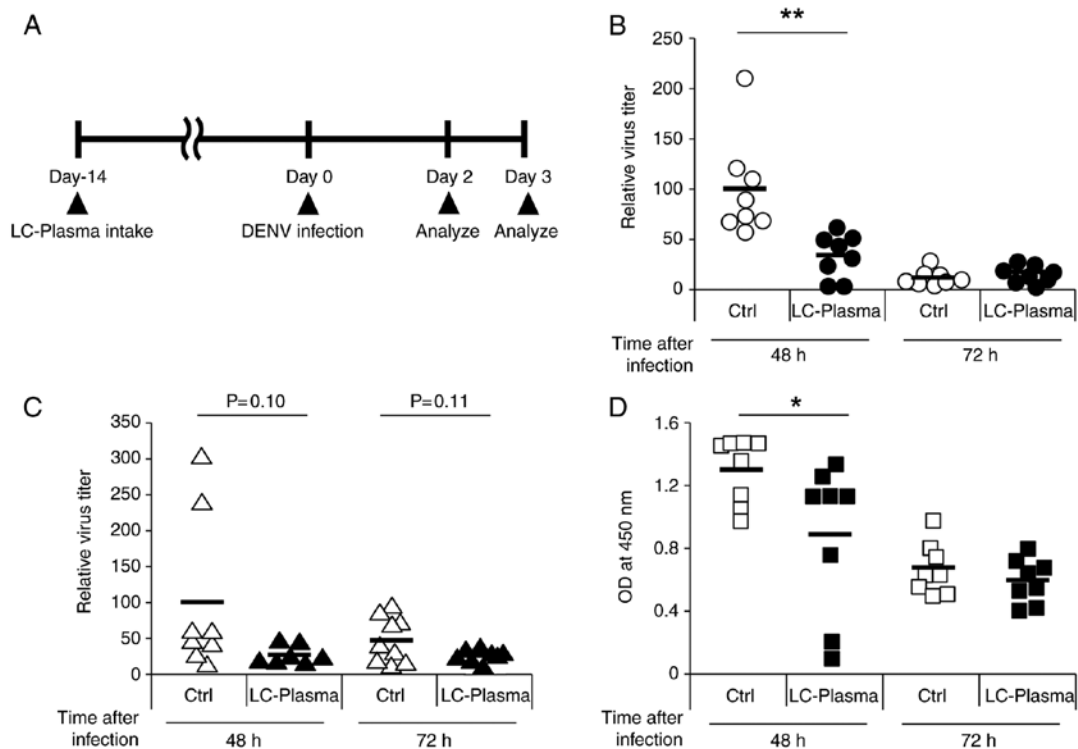 A
Day-14
Day 0
Day 2
Day 3
LC-Plasma intake
DENV infection
Analyze
Analyze
B
**
Relative virus titer
250
200
150
100
50
0
Ctrl
LC-Plasma
Ctrl
LC-Plasma
Time after
infection
48 h
72 h
C
P=0.10
P=0.11
Relative virus titer
350
300
250
200
150
100
50
0
Ctrl
LC-Plasma
Ctrl
LC-Plasma
Time after
infection
48 h
72 h
D
*
OD at 450 nm
1.6
1.2
0.8
0.4
0
Ctrl
LC-Plasma
Ctrl
LC-Plasma
Time after
infection
48 h
72 h